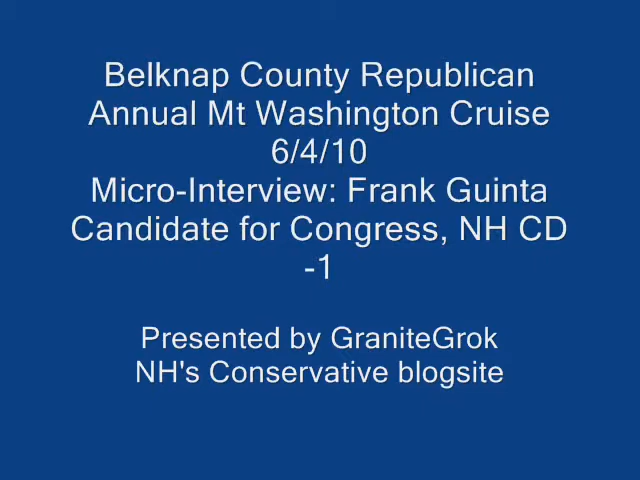 Belknap County Republican
Annual Mt Washington Cruise
6/4/10
Micro-Interview: Frank Guinta
Candidate for Congress, NH CD
-1
Presented by GraniteGrok
NH's Conservative blogsite